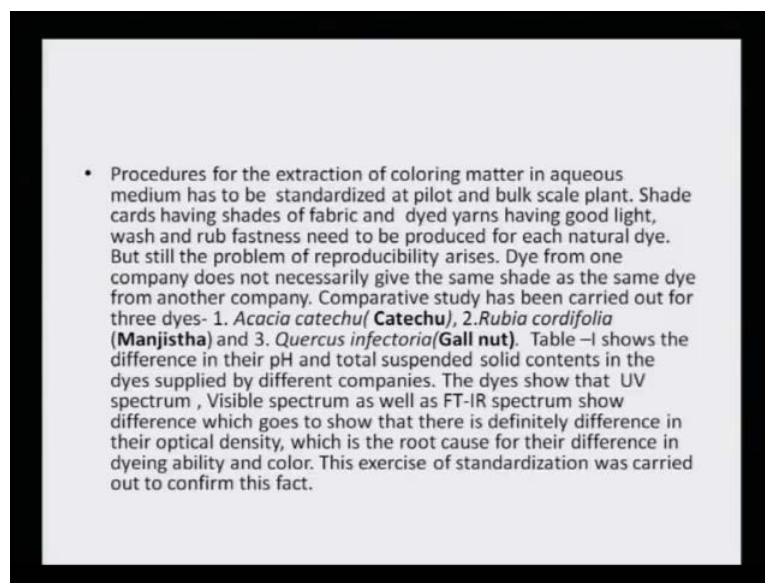 • Procedures for the extraction of coloring matter in aqueous
medium has to be standardized at pilot and bulk scale plant. Shade
cards having shades of fabric and dyed yarns having good light,
wash and rub fastness need to be produced for each natural dye.
But still the problem of reproducibility arises. Dye from one
company does not necessarily give the same shade as the same dye
from another company. Comparative study has been carried out for
three dyes- 1. Acacia catechu( Catechu), 2.Rubia cordifolia
(Manjistha) and 3. Quercus infectoria(Gall nut). Table –I shows the
difference in their pH and total suspended solid contents in the
dyes supplied by different companies. The dyes show that UV
spectrum , Visible spectrum as well as FT-IR spectrum show
difference which goes to show that there is definitely difference in
their optical density, which is the root cause for their difference in
dyeing ability and color. This exercise of standardization was carried
out to confirm this fact.